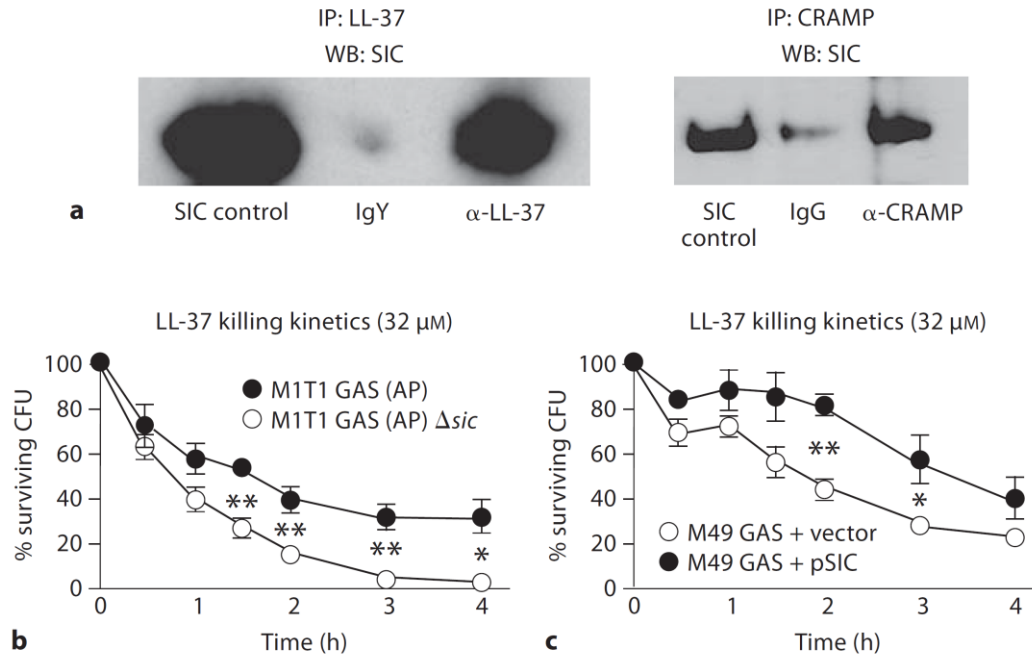 IP: LL-37
WB: SIC
IP: CRAMP
WB: SIC
a
SIC control IgY α-LL-37
SIC
control
IgG α-CRAMP
LL-37 killing kinetics (32 μM)
100
80
60
40
20
0
% surviving CFU
M1T1 GAS (AP)
M1T1 GAS (AP) Δsic
** ** ** *
0 1 2 3 4
b
Time (h)
LL-37 killing kinetics (32 μM)
100
80
60
40
20
0
% surviving CFU
**
*
M49 GAS + vector
M49 GAS + pSIC
0 1 2 3 4
c
Time (h)